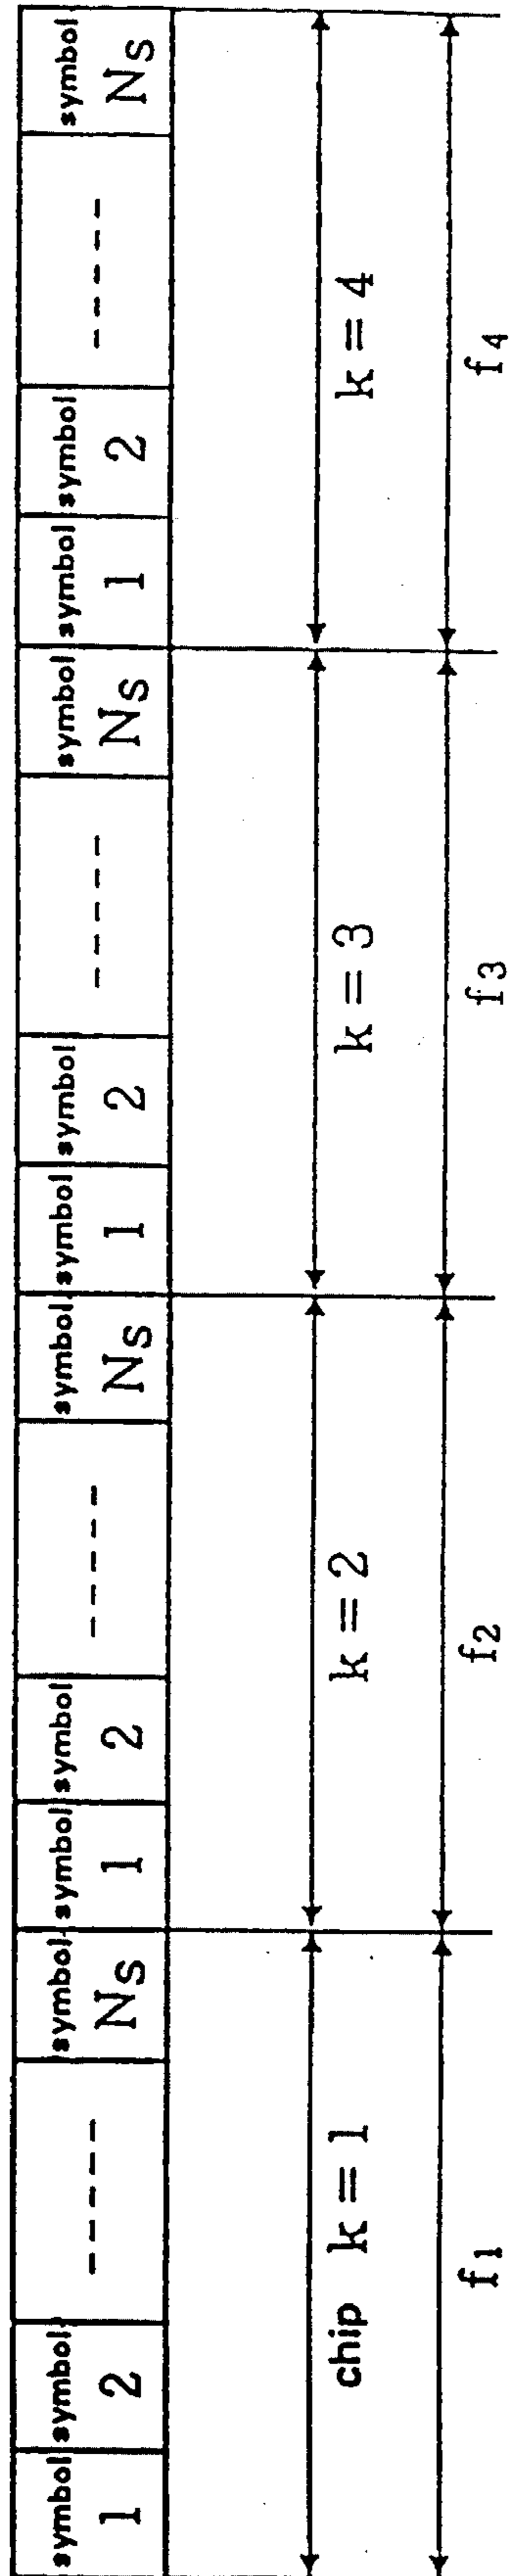 symbol symbol symbol symbol symbol symbol symbol symbol symbol symbol symbol symbol
1 2 ----- NS 1 2 ----- NS 1 2 ----- NS 1 2 ----- NS
chip k = 1 k = 2 k = 3 k = 4
f1 f2 f3 f4